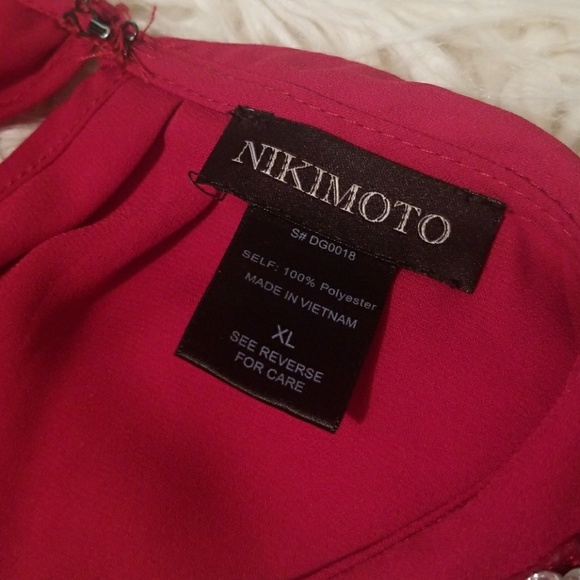 NIKIMOTO
S# DG0018
SELF: 100% Polyester
MADE IN VIETNAM
XL
SEE REVERSE
FOR CARE